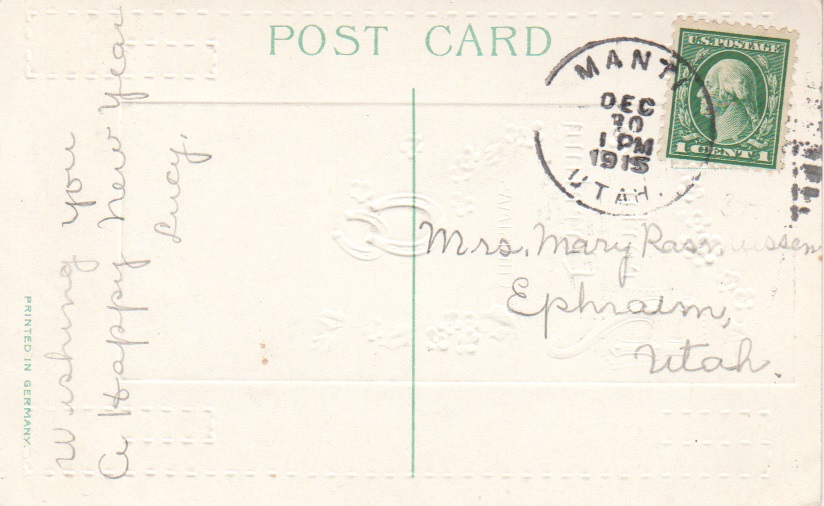 POST CARD
U.S. POSTAGE
1 CENT 1
MANTI
DEC
30
1 PM
1915
UTAH.
Wishing you
A Happy New Year
Lucy.
Mrs. Mary Rasmussen
Ephraim,
Utah.
PRINTED IN GERMANY.